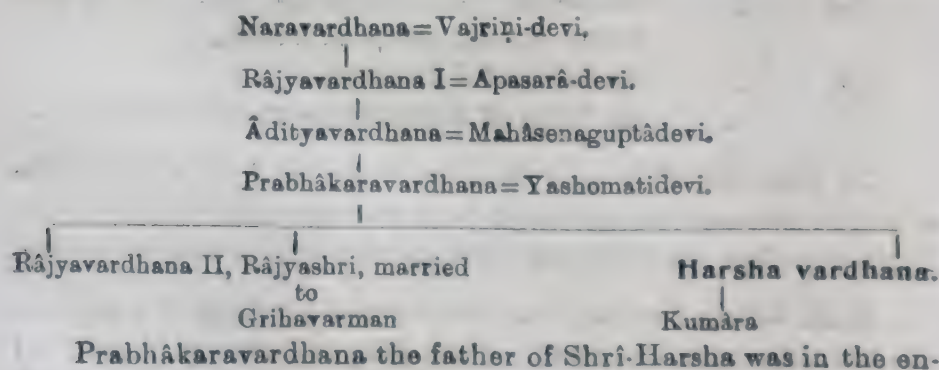 Naravardhana=Vajriṇi-devi.
Râjyavardhana I=Apasarâ-devi.
Âdityavardhana=Mahâsenaguptâdevi.
Prabhâkaravardhana=Yashomatidevi.
Râjyavardhana II, Râjyashri, married Harsha vardhana.
to
Grihavarman Kumâra
Prabhâkaravardhana the father of Shrî-Harsha was in the en-